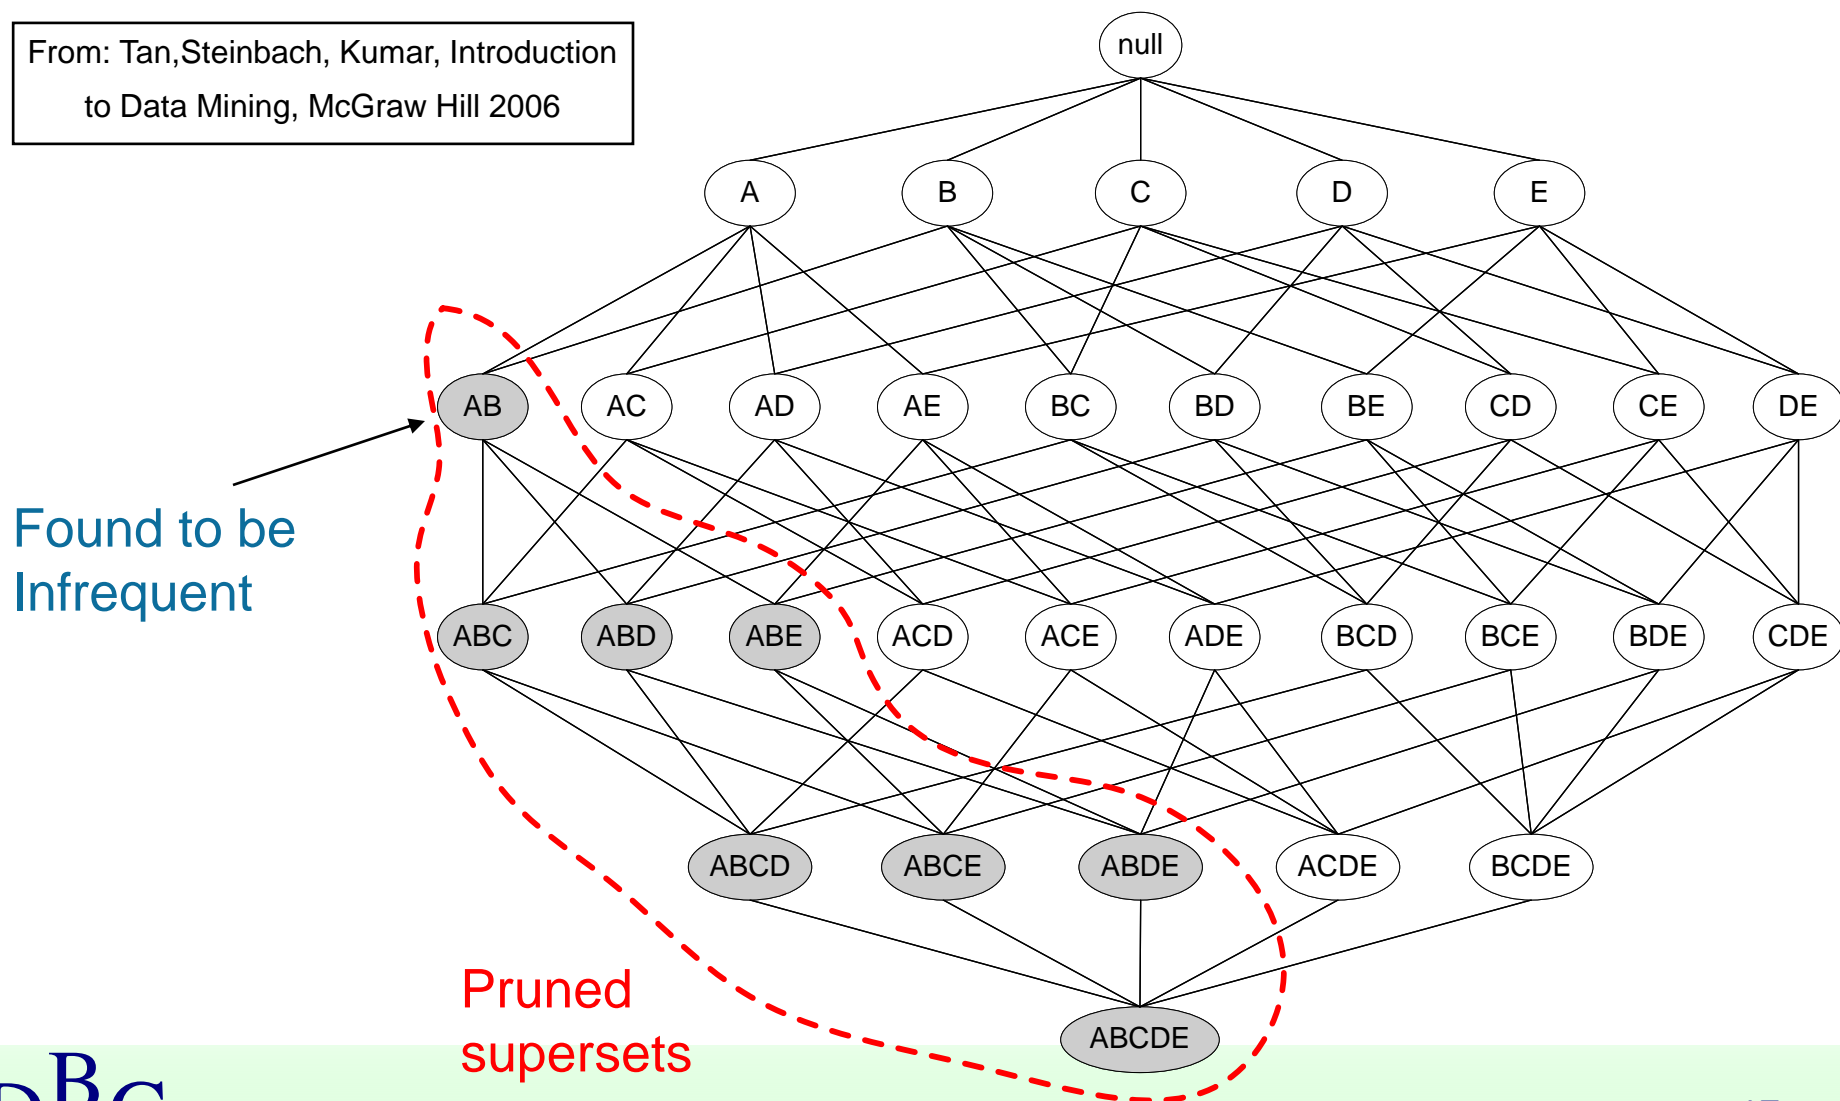 From: Tan,Steinbach, Kumar, Introduction
to Data Mining, McGraw Hill 2006
null
A B C D E
AB AC AD AE BC BD BE CD CE DE
Found to be
Infrequent
ABC ABD ABE ACD ACE ADE BCD BCE BDE CDE
ABCD ABCE ABDE ACDE BCDE
Pruned
supersets
ABCDE